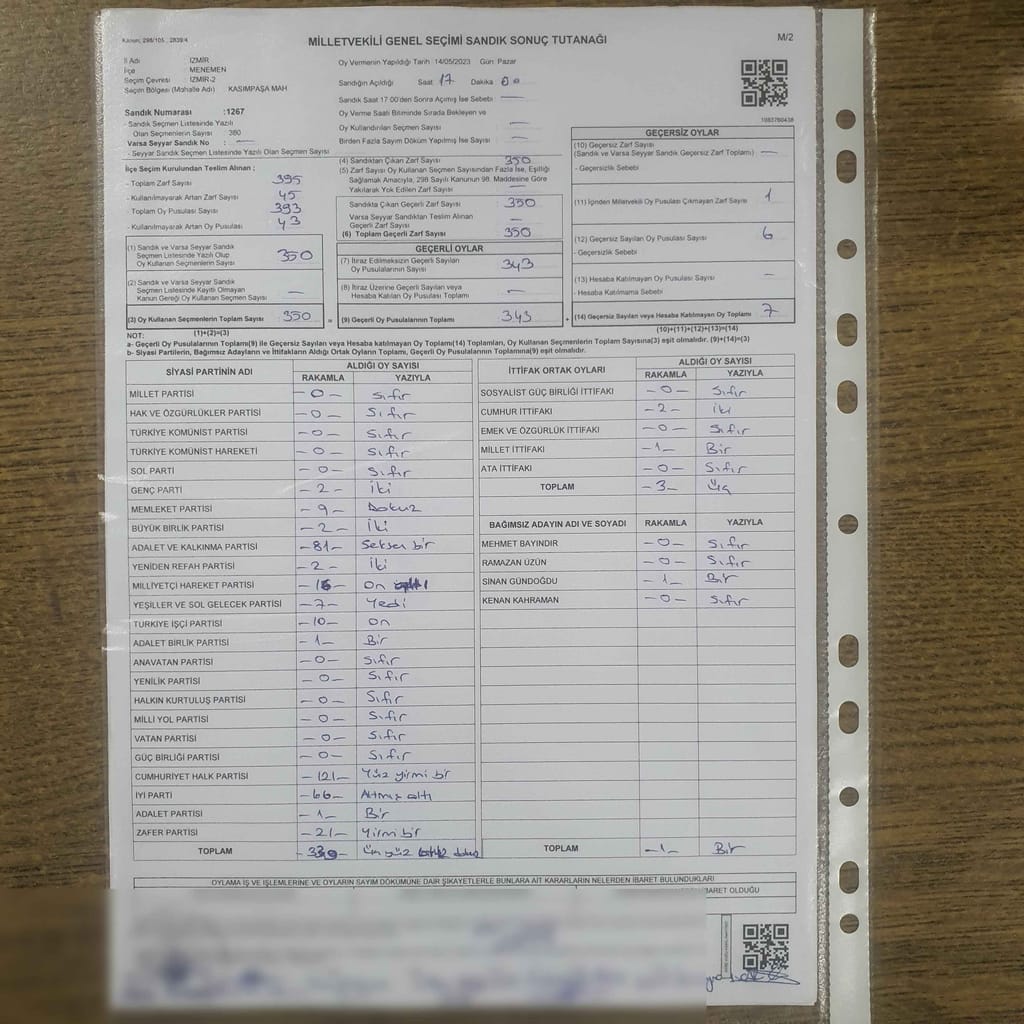 Kanun; 298/105 , 2839/4
MİLLETVEKİLİ GENEL SEÇİMİ SANDIK SONUÇ TUTANAĞI
M/2
İl Adı : İZMİR
İlçe : MENEMEN
Seçim Çevresi : İZMİR-2
Seçim Bölgesi (Mahalle Adı) KASIMPAŞA MAH
Oy Vermenin Yapıldığı Tarih :14/05/2023 Gün Pazar
Sandığın Açıldığı Saat 17 Dakika 00
Sandık Saat 17 00'den Sonra Açımış İse Sebebi —
Oy Verme Saati Bitiminde Sırada Bekleyen ve
Oy Kullandırılan Seçmen Sayısı —
Birden Fazla Sayım Döküm Yapılmış İse Sayısı —
Sandık Numarası :1267
- Sandık Seçmen Listesinde Yazılı
Olan Seçmenlerin Sayısı : 380
Varsa Seyyar Sandık No : —
- Seyyar Sandık Seçmen Listesinde Yazılı Olan Seçmen Sayısı
İlçe Seçim Kurulundan Teslim Alınan ;
- Toplam Zarf Sayısı 395
- Kullanılmayarak Artan Zarf Sayısı 45
- Toplam Oy Pusulası Sayısı 393
- Kullanılmayarak Artan Oy Pusulası 43
(1) Sandık ve Varsa Seyyar Sandık
Seçmen Listesinde Yazılı Olup
Oy Kullanan Seçmenlerin Sayısı 350
(2) Sandık ve Varsa Seyyar Sandık
Seçmen Listesinde Kayıtlı Olmayan
Kanun Gereği Oy Kullanan Seçmen Sayısı —
(3) Oy Kullanan Seçmenlerin Toplam Sayısı 350 =
(1)+(2)=(3)
(4) Sandıktan Çıkan Zarf Sayısı 350
(5) Zarf Sayısı Oy Kullanan Seçmen Sayısından Fazla İse, Eşitliği
Sağlamak Amacıyla, 298 Sayılı Kanunun 98. Maddesine Göre
Yakılarak Yok Edilen Zarf Sayısı —
Sandıkta Çıkan Geçerli Zarf Sayısı 350
Varsa Seyyar Sandıktan Teslim Alınan
Geçerli Zarf Sayısı —
(6) Toplam Geçerli Zarf Sayısı 350
GEÇERLİ OYLAR
(7) İtiraz Edilmeksizin Geçerli Sayılan
Oy Pusulalarının Sayısı 343
(8) İtiraz Üzerine Geçerli Sayılan veya
Hesaba Katılan Oy Pusulası Toplamı —
(9) Geçerli Oy Pusulalarının Toplamı 343 +
1083760438
GEÇERSİZ OYLAR
(10) Geçersiz Zarf Sayısı
(Sandık ve Varsa Seyyar Sandık Geçersiz Zarf Toplamı) —
- Geçersizlik Sebebi
(11) İçinden Milletvekili Oy Pusulası Çıkmayan Zarf Sayısı 1
(12) Geçersiz Sayılan Oy Pusulası Sayısı 6
- Geçersizlik Sebebi
(13) Hesaba Katılmayan Oy Pusulası Sayısı —
- Hesaba Katılmama Sebebi
(14) Geçersiz Sayılan veya Hesaba Katılmayan Oy Toplamı 7
(10)+(11)+(12)+(13)=(14)
NOT:
a- Geçerli Oy Pusulalarının Toplamı(9) ile Geçersiz Sayılan veya Hesaba Katılmayan Oy Toplamı(14) Toplamları, Oy Kullanan Seçmenlerin Toplam Sayısına(3) eşit olmalıdır. (9)+(14)=(3)
b- Siyasi Partilerin, Bağımsız Adayların ve İttifakların Aldığı Ortak Oyların Toplamı, Geçerli Oy Pusulalarının Toplamına(9) eşit olmalıdır.
SİYASİ PARTİNİN ADI ALDIĞI OY SAYISI
RAKAMLA YAZIYLA
MİLLET PARTİSİ -0- Sıfır
HAK VE ÖZGÜRLÜKLER PARTİSİ -0- Sıfır
TÜRKİYE KOMÜNİST PARTİSİ -0- Sıfır
TÜRKİYE KOMÜNİST HAREKETİ -0- Sıfır
SOL PARTİ -0- Sıfır
GENÇ PARTİ -2- İki
MEMLEKET PARTİSİ -9- Dokuz
BÜYÜK BİRLİK PARTİSİ -2- İki
ADALET VE KALKINMA PARTİSİ -81- Seksen bir
YENİDEN REFAH PARTİSİ -2- İki
MİLLİYETÇİ HAREKET PARTİSİ On
YEŞİLLER VE SOL GELECEK PARTİSİ -7- Yedi
TÜRKİYE İŞÇİ PARTİSİ -10- On
ADALET BİRLİK PARTİSİ -1- Bir
ANAVATAN PARTİSİ -0- Sıfır
YENİLİK PARTİSİ -0- Sıfır
HALKIN KURTULUŞ PARTİSİ -0- Sıfır
MİLLİ YOL PARTİSİ -0- Sıfır
VATAN PARTİSİ -0- Sıfır
GÜÇ BİRLİĞİ PARTİSİ -0- Sıfır
CUMHURİYET HALK PARTİSİ -121- Yüz yirmi bir
İYİ PARTİ -66- Altmış altı
ADALET PARTİSİ -1- Bir
ZAFER PARTİSİ -21- Yirmi bir
TOPLAM -339- Üç yüz dokuz
İTTİFAK ORTAK OYLARI ALDIĞI OY SAYISI
RAKAMLA YAZIYLA
SOSYALİST GÜÇ BİRLİĞİ İTTİFAKI -0- Sıfır
CUMHUR İTTİFAKI -2- İki
EMEK VE ÖZGÜRLÜK İTTİFAKI -0- Sıfır
MİLLET İTTİFAKI -1- Bir
ATA İTTİFAKI -0- Sıfır
TOPLAM -3- Üç
BAĞIMSIZ ADAYIN ADI VE SOYADI RAKAMLA YAZIYLA
MEHMET BAYINDIR -0- Sıfır
RAMAZAN ÜZÜN -0- Sıfır
SİNAN GÜNDOĞDU -1- Bir
KENAN KAHRAMAN -0- Sıfır
TOPLAM -1- Bir
OYLAMA İŞ VE İŞLEMLERİNE VE OYLARIN SAYIM DÖKÜMÜNE DAİR ŞİKAYETLERLE BUNLARA AİT KARARLARIN NELERDEN İBARET BULUNDUKLARI
İBARET OLDUĞU